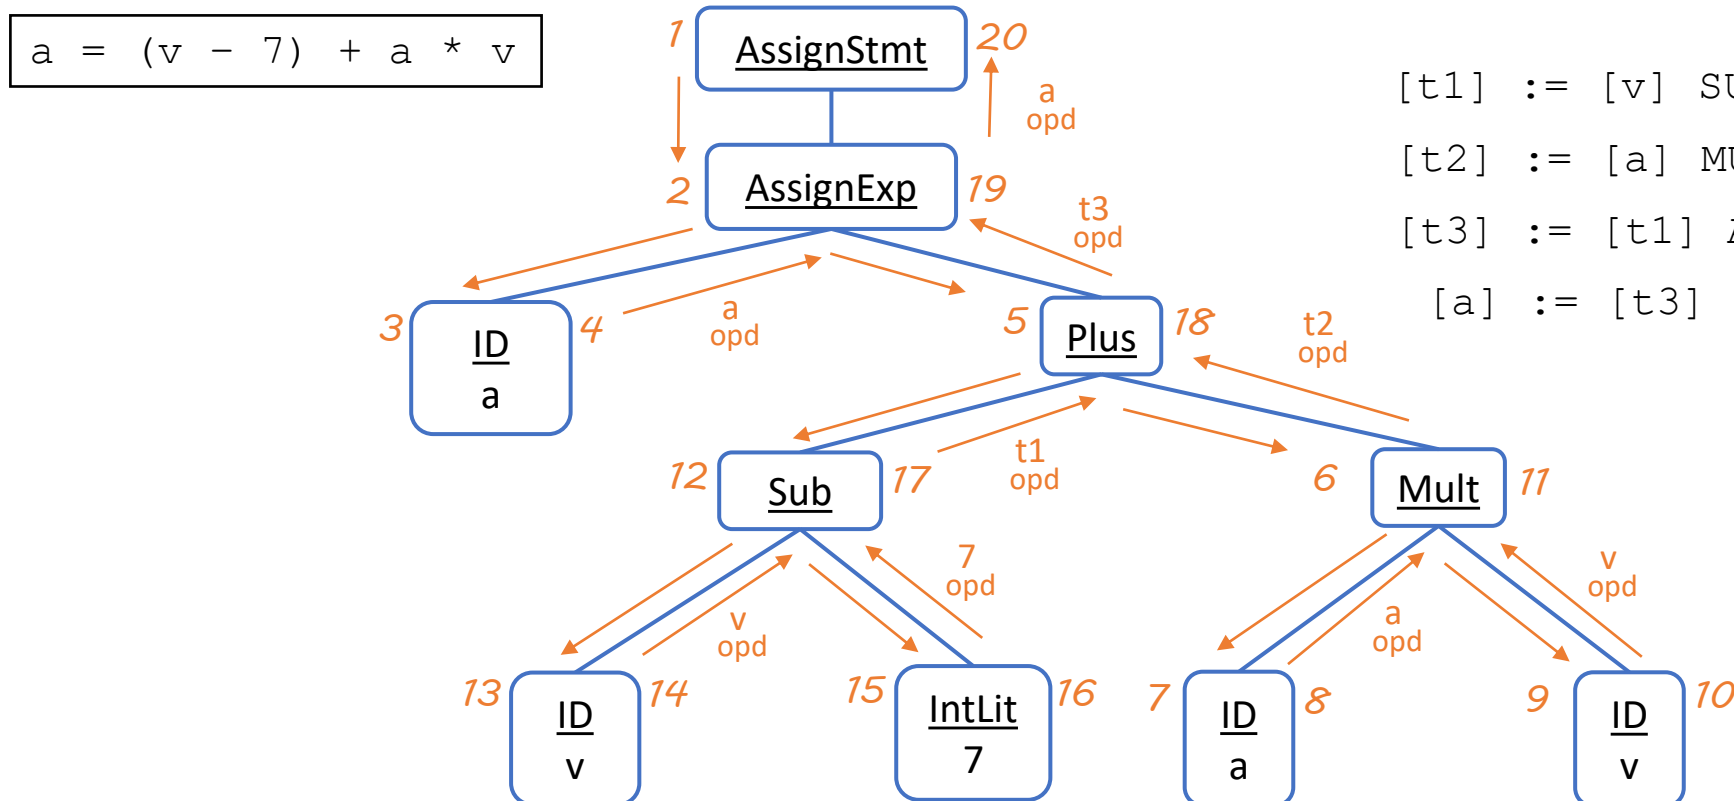 a = (v - 7) + a * v
1 AssignStmt 20
a
opd
[t1] := [v]
[t2] := [a]
[t3] := [t1]
[a] := [t3]
2 AssignExp 19
t3
opd
3 ID 4
a
a
opd
5 Plus 18
t2
opd
12 Sub 17
t1
opd
6 Mult 11
7
opd
v
opd
a
opd
v
opd
13 ID 14
v
15 IntLit 16
7
7 ID 8
a
9 ID 10
v